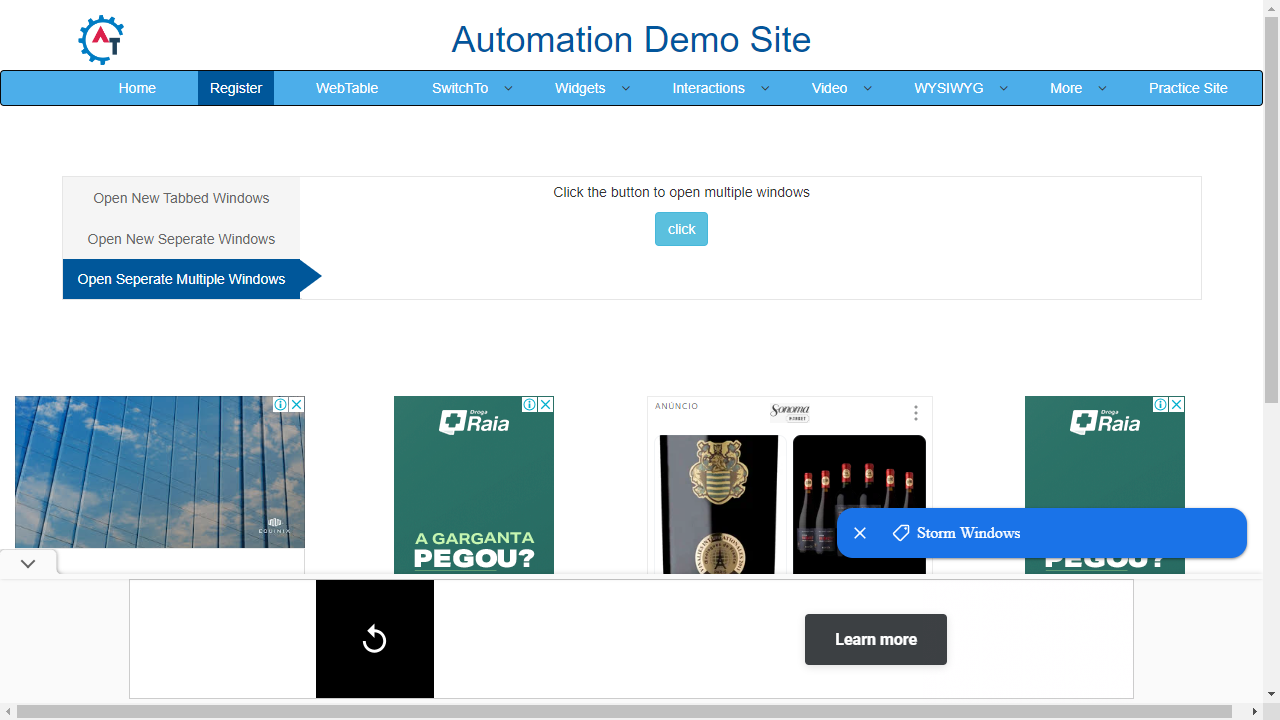 AT
Automation Demo Site
Home Register WebTable SwitchTo Widgets Interactions Video WYSIWYG More Practice Site
Open New Tabbed Windows
Open New Seperate Windows
Open Seperate Multiple Windows
Click the button to open multiple windows
click
EQUINIX
Droga
Raia
A GARGANTA
PEGOU?
ANÚNCIO
Sonoma
MARKET
Droga
Raia
PEGOU?
Storm Windows
Learn more